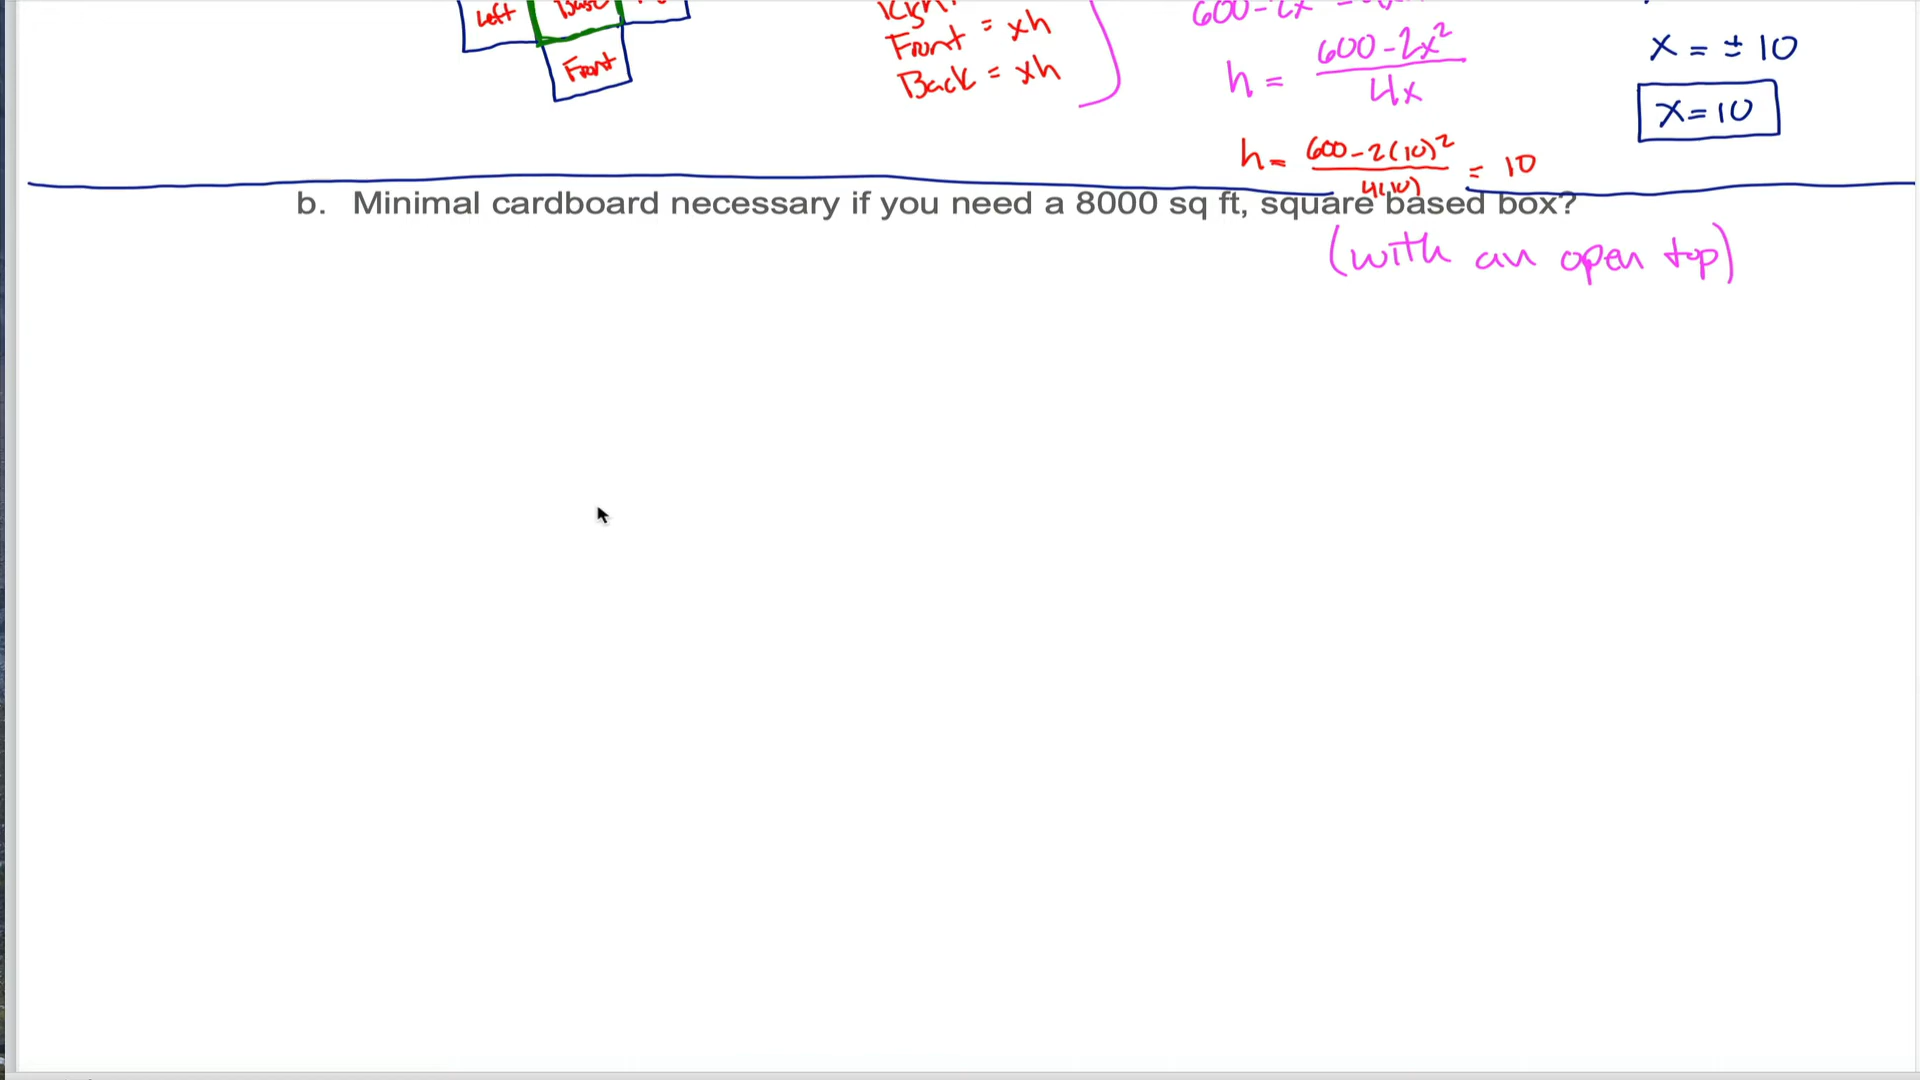 Left Base
Front
Front = xh
Back = xh
h = 600-2x²/4x
h = 600-2(10)²/4(10) = 10
x = ± 10
x = 10
b. Minimal cardboard necessary if you need a 8000 sq ft, square based box?
(with an open top)